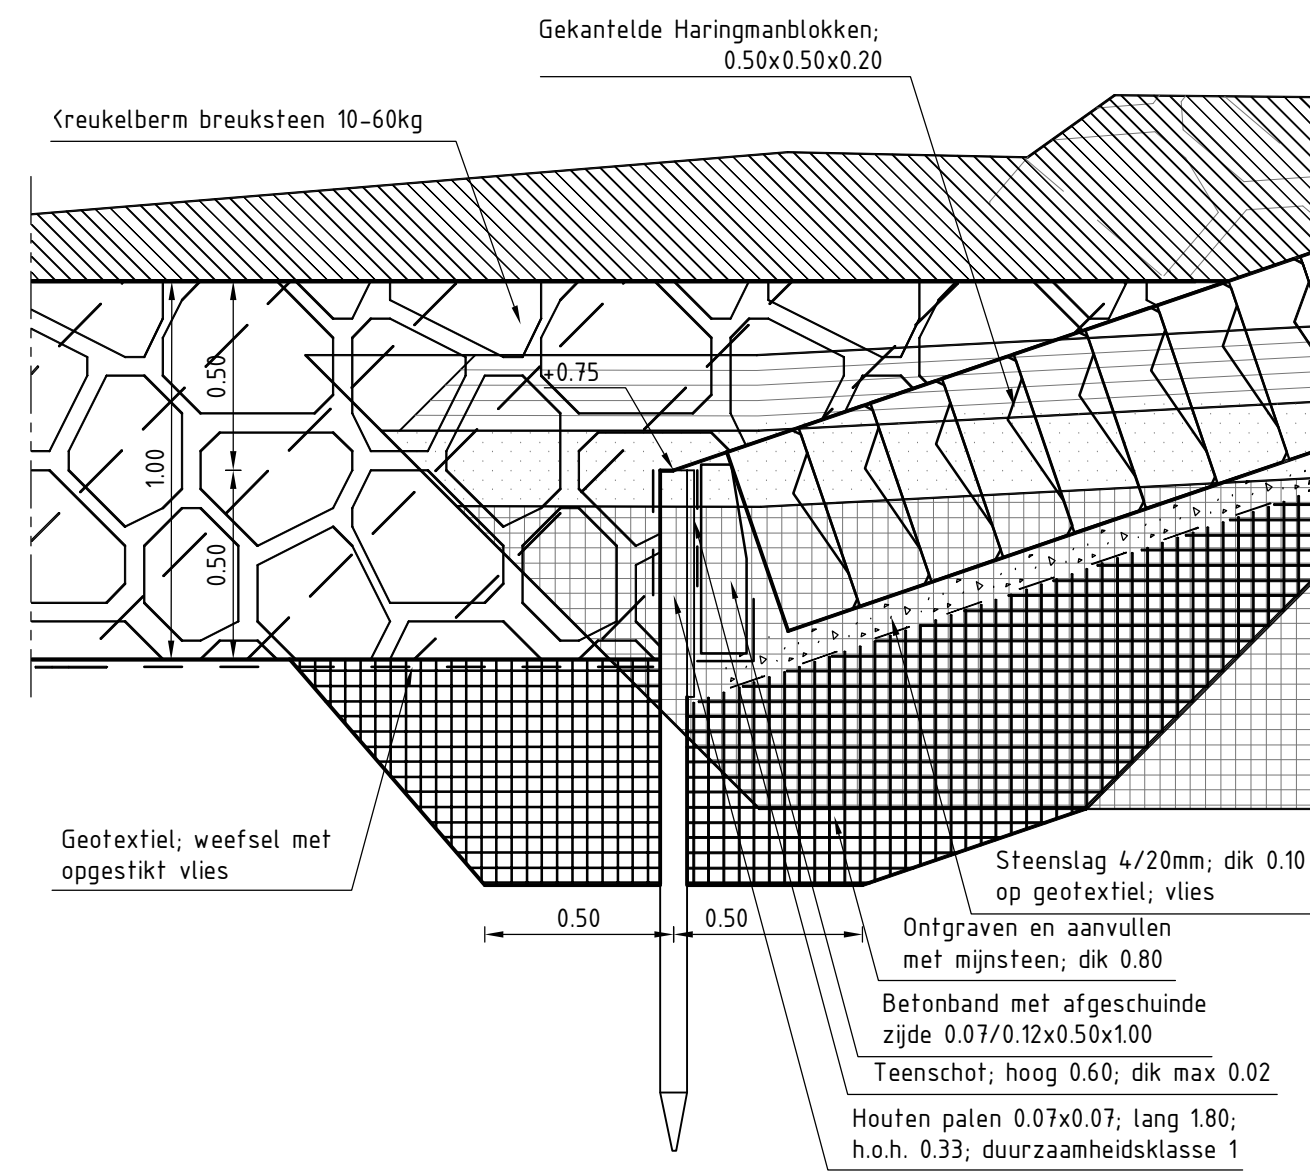 Gekantelde Haringmanblokken;
0.50x0.50x0.20
Kreukelberm breuksteen 10-60kg
0.50
+0.75
1.00
0.50
Geotextiel; weefsel met
opgestikt vlies
Steenslag 4/20mm; dik 0.10
op geotextiel; vlies
0.50
0.50
Ontgraven en aanvullen
met mijnsteen; dik 0.80
Betonband met afgeschuinde
zijde 0.07/0.12x0.50x1.00
Teenschot; hoog 0.60; dik max 0.02
Houten palen 0.07x0.07; lang 1.80;
h.o.h. 0.33; duurzaamheidsklasse 1